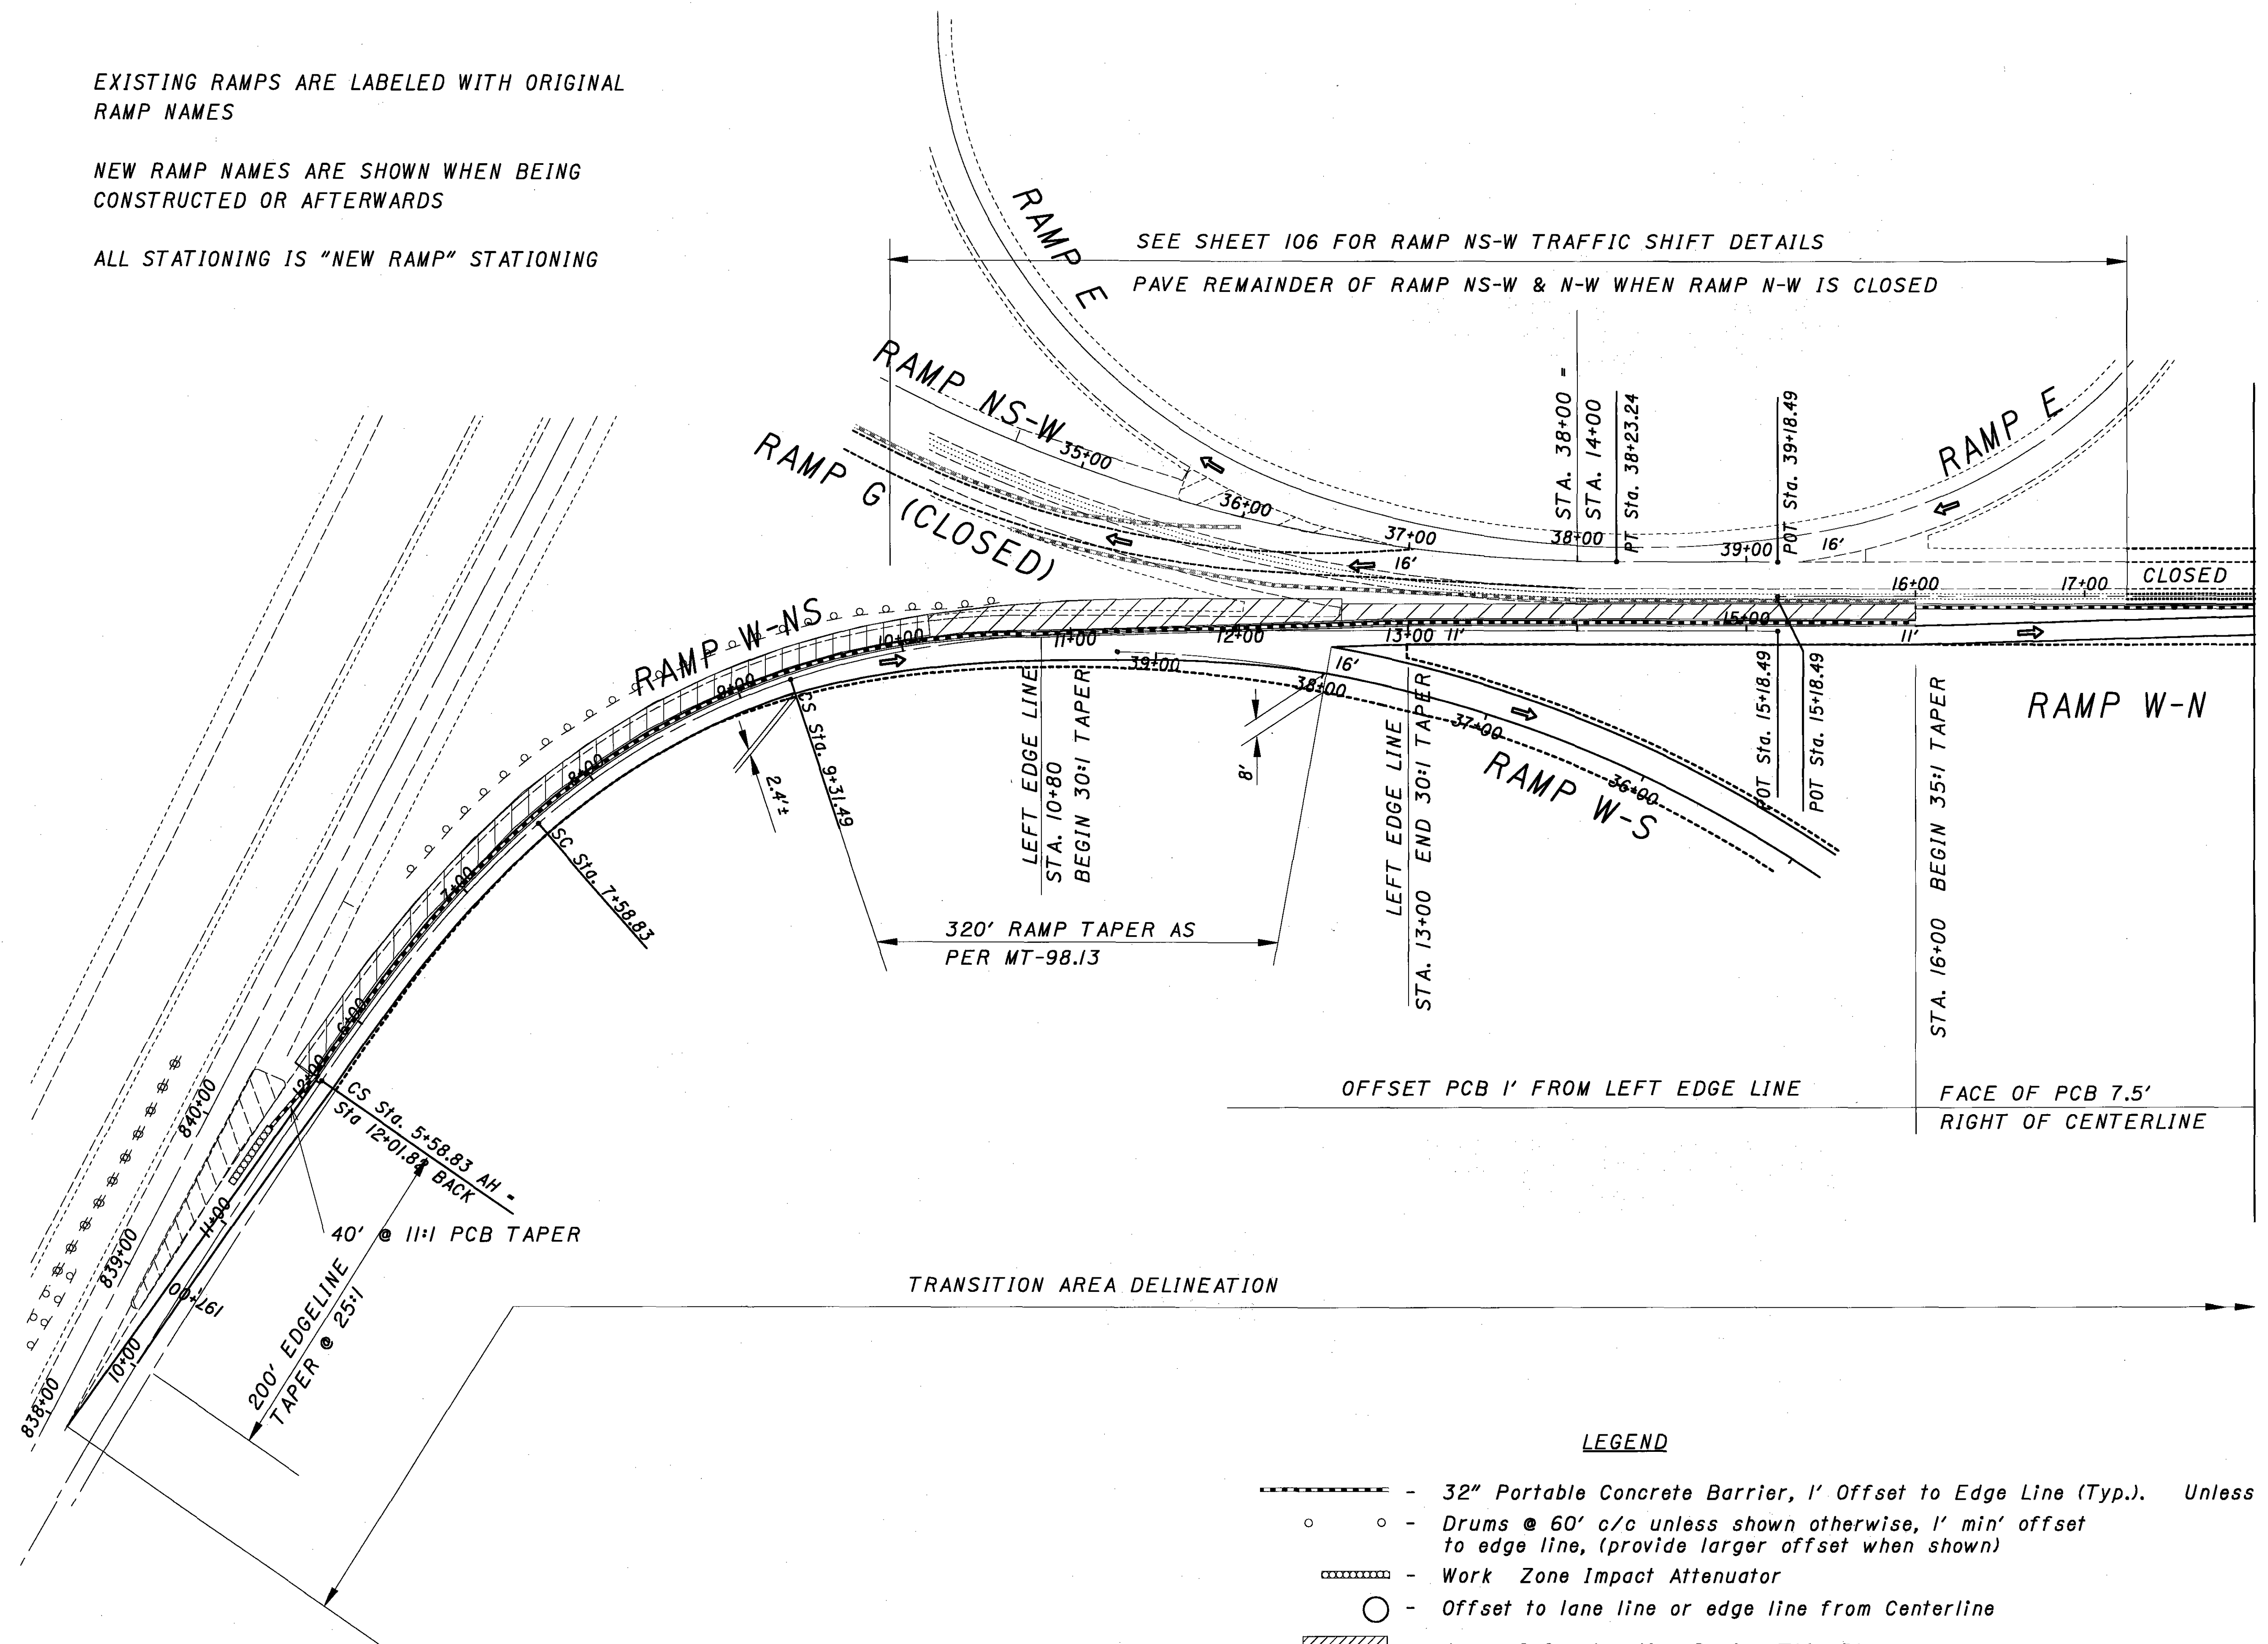 EXISTING RAMPS ARE LABELED WITH ORIGINAL
RAMP NAMES
NEW RAMP NAMES ARE SHOWN WHEN BEING
CONSTRUCTED OR AFTERWARDS
ALL STATIONING IS "NEW RAMP" STATIONING
RAMP E
SEE SHEET 106 FOR RAMP NS-W TRAFFIC SHIFT DETAILS
PAVE REMAINDER OF RAMP NS-W & N-W WHEN RAMP N-W IS CLOSED
RAMP NS-W
RAMP G (CLOSED)
35+00
36+00
37+00
38+00
39+00
16'
16'
STA. 38+00 =
STA. 14+00
PT Sta. 38+23.24
POT Sta. 39+18.49
RAMP E
16+00
17+00
CLOSED
RAMP W-NS
10+00
11+00
12+00
13+00
11'
15+00
11'
9+00
8+00
7+00
6+00
12+00
39+00
38+00
16'
37+00
36+00
RAMP W-S
RAMP W-N
CS Sta. 9+31.49
2.4'±
SC Sta. 7+58.83
8'
LEFT EDGE LINE
STA. 10+80
BEGIN 30:1 TAPER
LEFT EDGE LINE
STA. 13+00 END 30:1 TAPER
POT Sta. 15+18.49
POT Sta. 15+18.49
STA. 16+00 BEGIN 35:1 TAPER
320' RAMP TAPER AS
PER MT-98.13
OFFSET PCB 1' FROM LEFT EDGE LINE
FACE OF PCB 7.5'
RIGHT OF CENTERLINE
CS Sta. 5+58.83 AH =
Sta 12+01.82 BACK
40' @ 11:1 PCB TAPER
840+00
839+00
838+00
11+00
10+00
197+00
200' EDGELINE
TAPER @ 25:1
TRANSITION AREA DELINEATION
LEGEND
- 32" Portable Concrete Barrier, 1' Offset to Edge Line (Typ.). Unless
- Drums @ 60' c/c unless shown otherwise, 1' min' offset
to edge line, (provide larger offset when shown)
- Work Zone Impact Attenuator
- Offset to lane line or edge line from Centerline